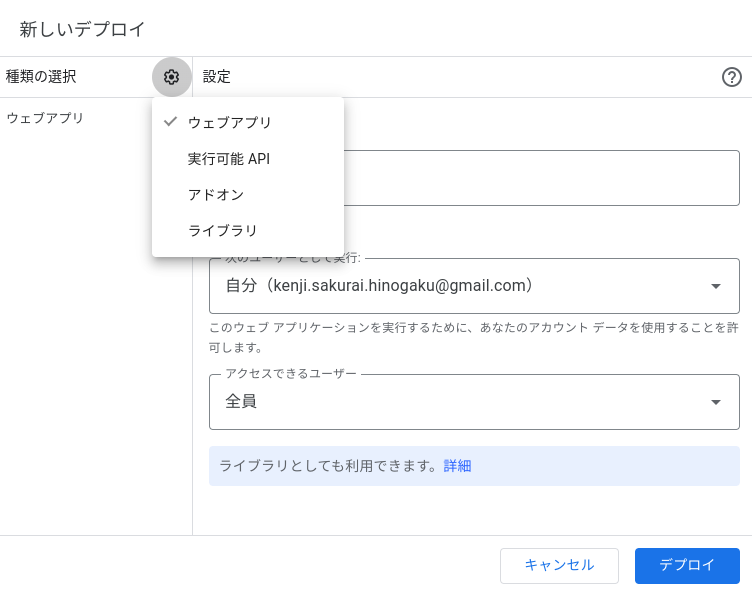 新しいデプロイ
種類の選択
設定
ウェブアプリ
ウェブアプリ
実行可能 API
アドオン
ライブラリ
次のユーザーとして実行:
自分（kenji.sakurai.hinogaku@gmail.com）
このウェブ アプリケーションを実行するために、あなたのアカウント データを使用することを許
可します。
アクセスできるユーザー
全員
ライブラリとしても利用できます。詳細
キャンセル
デプロイ